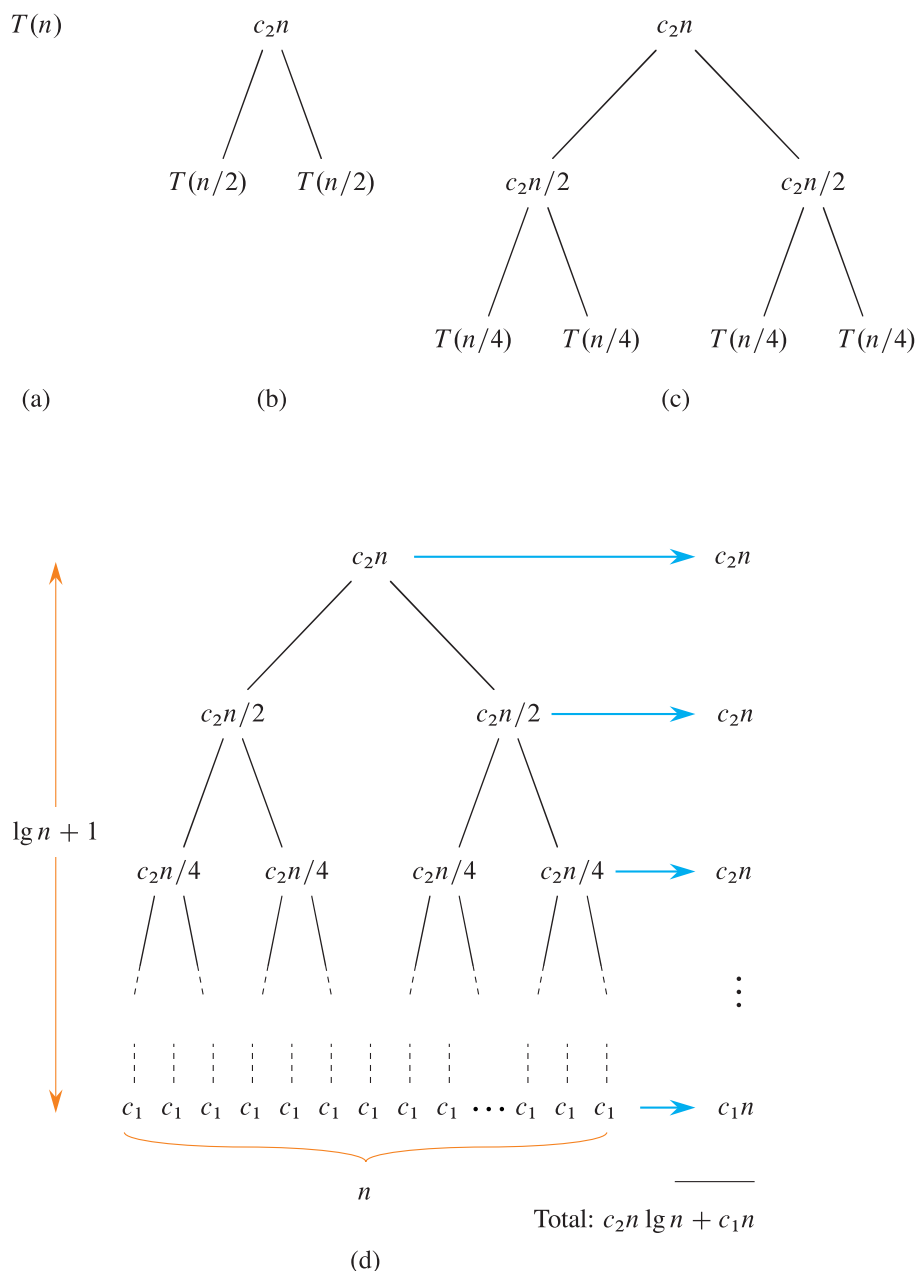 T(n) c₂n c₂n
T(n/2) T(n/2) c₂n/2 c₂n/2
T(n/4) T(n/4) T(n/4) T(n/4)
(a) (b) (c)
c₂n c₂n
c₂n/2 c₂n/2 c₂n
lg n + 1
c₂n/4 c₂n/4 c₂n/4 c₂n/4 c₂n
⋮
c₁ c₁ c₁ c₁ c₁ c₁ c₁ c₁ c₁ ··· c₁ c₁ c₁ c₁n
n
Total: c₂n lg n + c₁n
(d)